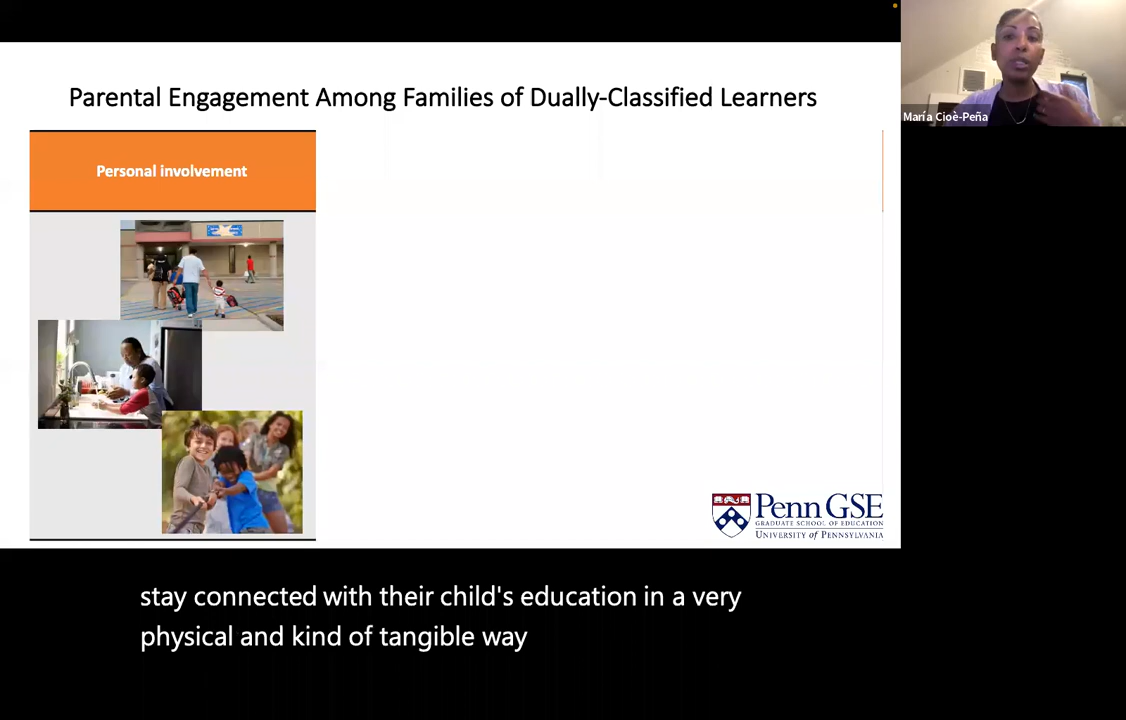 Parental Engagement Among Families of Dually-Classified Learners
María Cioè-Peña
Personal involvement
Penn GSE
GRADUATE SCHOOL OF EDUCATION
UNIVERSITY of PENNSYLVANIA
stay connected with their child's education in a very
physical and kind of tangible way